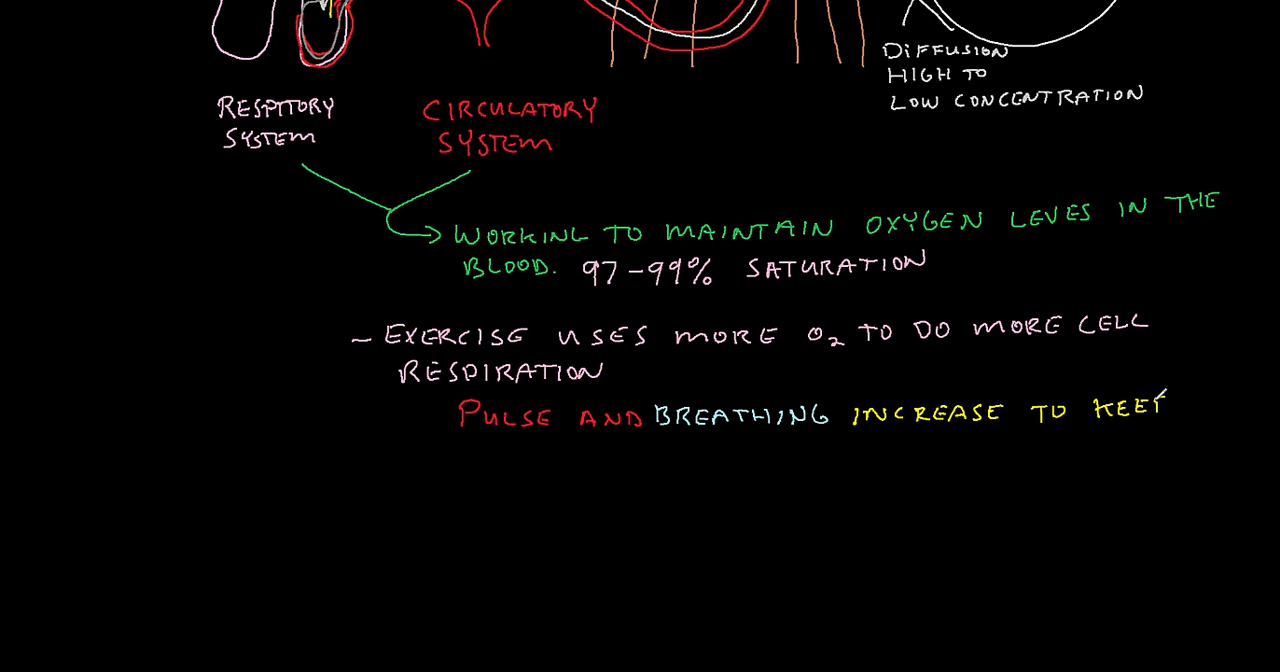 DIFFUSION
HIGH TO
LOW CONCENTRATION
RESPITORY
SYSTEM
CIRCULATORY
SYSTEM
WORKING TO MAINTAIN OXYGEN LEVES IN THE
BLOOD. 97-99% SATURATION
- EXERCISE USES MORE O₂ TO DO MORE CELL
RESPIRATION
PULSE AND BREATHING INCREASE TO KEEP